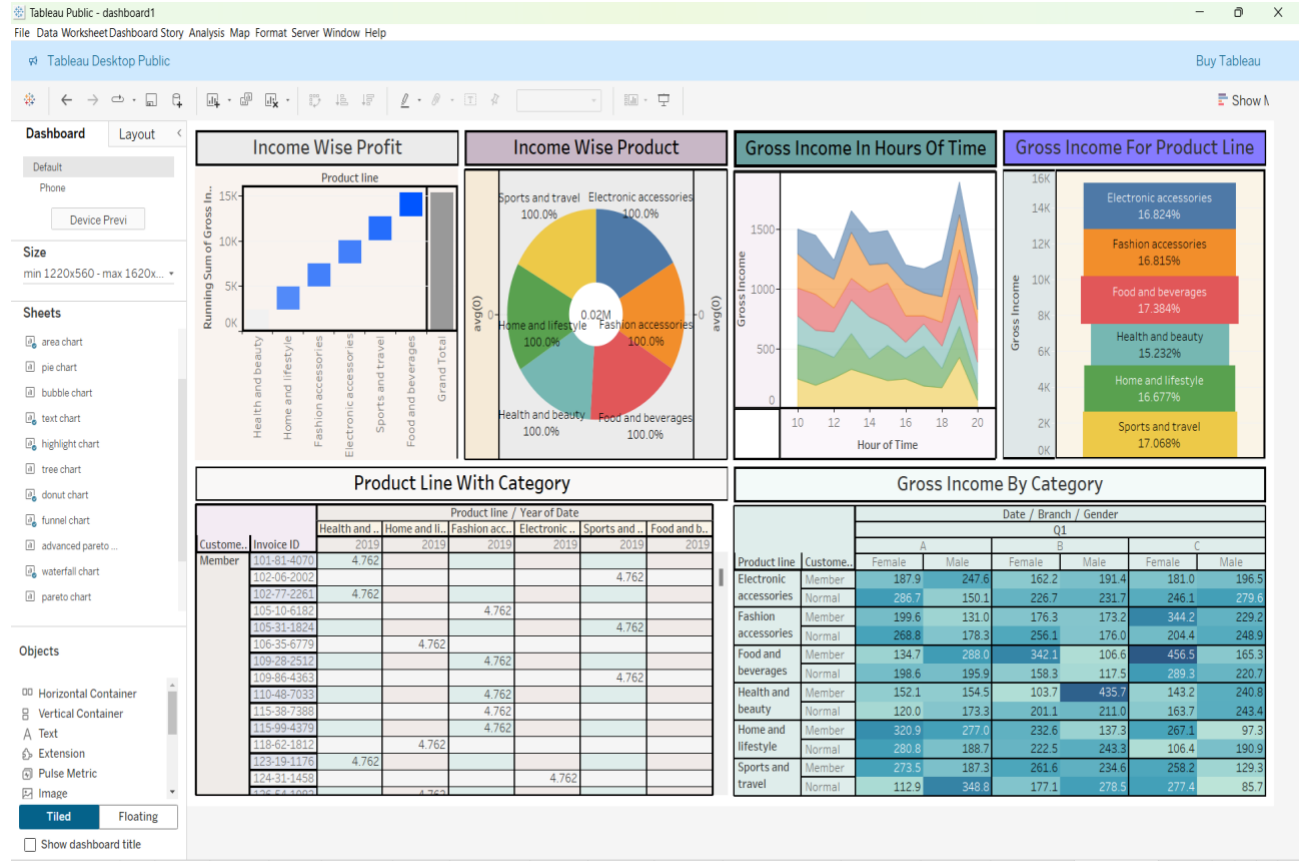 Tableau Public - dashboard1
File Data Worksheet Dashboard Story Analysis Map Format Server Window Help
Tableau Desktop Public
Buy Tableau
Show M
Dashboard Layout
Default
Phone
Device Previ
Size
min 1220x560 - max 1620x...
Sheets
area chart
pie chart
bubble chart
text chart
highlight chart
tree chart
donut chart
funnel chart
advanced pareto ...
waterfall chart
pareto chart
Objects
Horizontal Container
Vertical Container
Text
Extension
Pulse Metric
Image
Tiled Floating
Show dashboard title
Income Wise Profit
Product line
Running Sum of Gross In..
15K
10K
5K
0K
Health and beauty
Home and lifestyle
Fashion accessories
Electronic accessories
Sports and travel
Food and beverages
Grand Total
Income Wise Product
avg(0)
0
Sports and travel
100.0%
Electronic accessories
100.0%
0.02M
Home and lifestyle
100.0%
Fashion accessories
100.0%
Health and beauty
100.0%
Food and beverages
100.0%
0
avg(0)
Gross Income In Hours Of Time
Gross Income
1500
1000
500
0
10 12 14 16 18 20
Hour of Time
Gross Income For Product Line
Gross Income
16K
14K
12K
10K
8K
6K
4K
2K
0K
Electronic accessories
16.824%
Fashion accessories
16.815%
Food and beverages
17.384%
Health and beauty
15.232%
Home and lifestyle
16.677%
Sports and travel
17.068%
Product Line With Category
Product line / Year of Date
Health and .. Home and li.. Fashion acc.. Electronic .. Sports and .. Food and b..
Custome.. Invoice ID 2019 2019 2019 2019 2019 2019
Member 101-81-4070 4.762
102-06-2002 4.762
102-77-2261 4.762
105-10-6182 4.762
105-31-1824 4.762
106-35-6779 4.762
109-28-2512 4.762
109-86-4363 4.762
110-48-7033 4.762
115-38-7388 4.762
115-99-4379 4.762
118-62-1812 4.762
123-19-1176 4.762
124-31-1458 4.762
4.762
Gross Income By Category
Date / Branch / Gender
Q1
A B C
Product line Custome.. Female Male Female Male Female Male
Electronic accessories Member 187.9 247.6 162.2 191.4 181.0 196.5
Normal 286.7 150.1 226.7 231.7 246.1 279.6
Fashion accessories Member 199.6 131.0 176.3 173.2 344.2 229.2
Normal 268.8 178.3 256.1 176.0 204.4 248.9
Food and beverages Member 134.7 288.0 342.1 106.6 456.5 165.3
Normal 198.6 195.9 158.3 117.5 289.3 220.7
Health and beauty Member 152.1 154.5 103.7 435.7 143.2 240.8
Normal 120.0 173.3 201.1 211.0 163.7 243.4
Home and lifestyle Member 320.9 277.0 232.6 137.3 267.1 97.3
Normal 280.8 188.7 222.5 243.3 106.4 190.9
Sports and travel Member 273.5 187.3 261.6 234.6 258.2 129.3
Normal 112.9 348.8 177.1 278.5 277.4 85.7